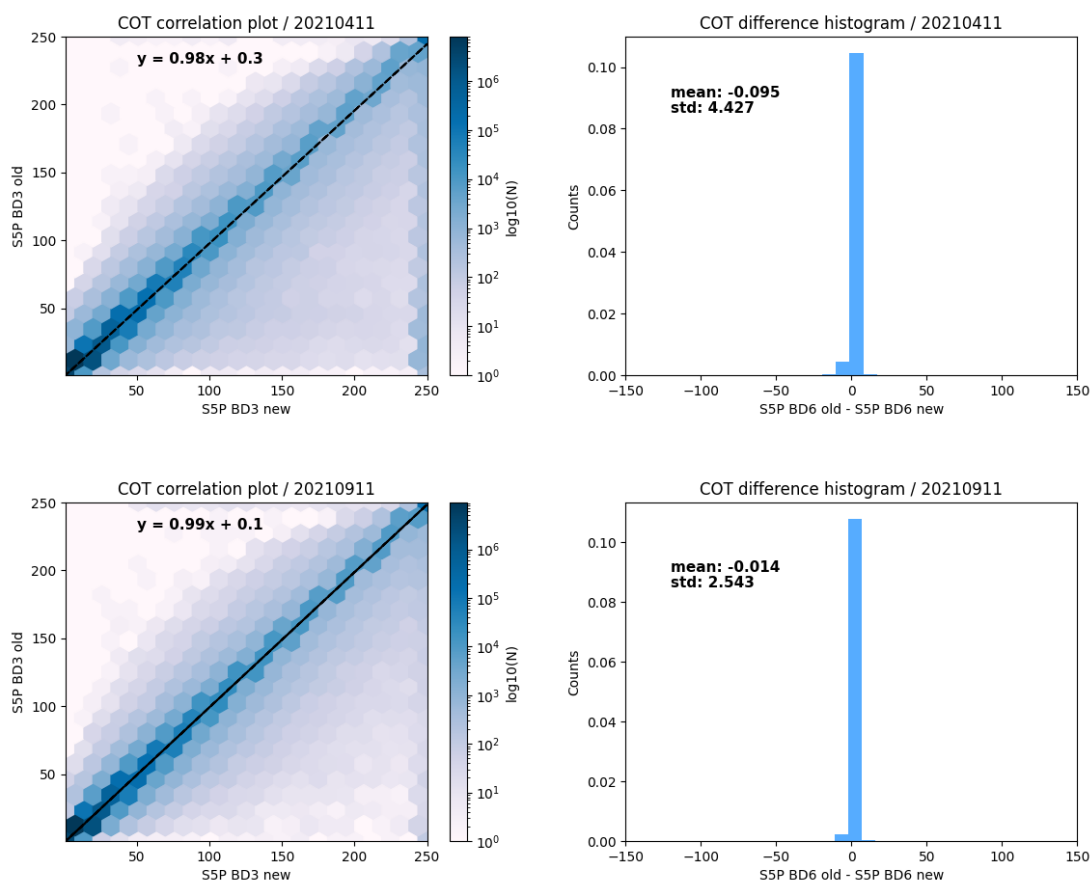 COT correlation plot / 20210411
y = 0.98x + 0.3
250
200
150
100
50
S5P BD3 old
50 100 150 200 250
S5P BD3 new
10^6
10^5
10^4
10^3
10^2
10^1
10^0
log10(N)
COT difference histogram / 20210411
mean: -0.095
std: 4.427
0.10
0.08
0.06
0.04
0.02
0.00
Counts
−150 −100 −50 0 50 100 150
S5P BD6 old - S5P BD6 new
COT correlation plot / 20210911
y = 0.99x + 0.1
250
200
150
100
50
S5P BD3 old
50 100 150 200 250
S5P BD3 new
10^6
10^5
10^4
10^3
10^2
10^1
10^0
log10(N)
COT difference histogram / 20210911
mean: -0.014
std: 2.543
0.10
0.08
0.06
0.04
0.02
0.00
Counts
−150 −100 −50 0 50 100 150
S5P BD6 old - S5P BD6 new